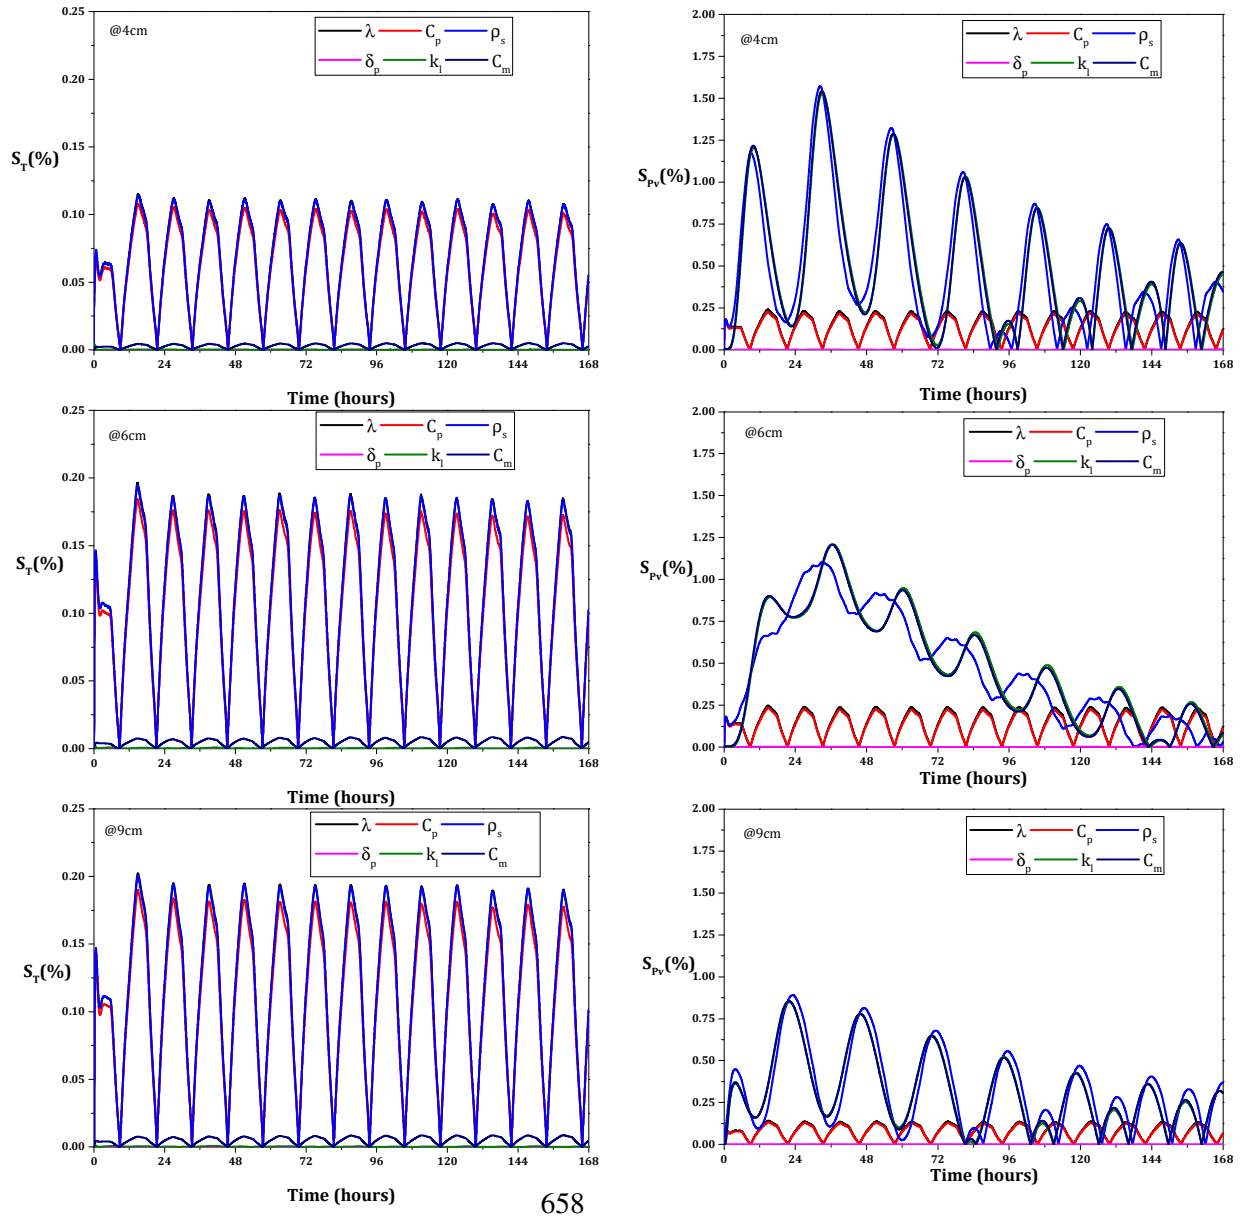 @4cm
λ C_p ρ_s
δ_p k_l C_m
S_T(%)
0.25
0.20
0.15
0.10
0.05
0.00
0 24 48 72 96 120 144 168
Time (hours)
@4cm
λ C_p ρ_s
δ_p k_l C_m
S_Pv(%)
2.00
1.75
1.50
1.25
1.00
0.75
0.50
0.25
0.00
0 24 48 72 96 120 144 168
Time (hours)
@6cm
λ C_p ρ_s
δ_p k_l C_m
S_T(%)
0.25
0.20
0.15
0.10
0.05
0.00
0 24 48 72 96 120 144 168
Time (hours)
@6cm
λ C_p ρ_s
δ_p k_l C_m
S_Pv(%)
2.00
1.75
1.50
1.25
1.00
0.75
0.50
0.25
0.00
0 24 48 72 96 120 144 168
Time (hours)
@9cm
λ C_p ρ_s
δ_p k_l C_m
S_T(%)
0.25
0.20
0.15
0.10
0.05
0.00
0 24 48 72 96 120 144 168
Time (hours)
@9cm
λ C_p ρ_s
δ_p k_l C_m
S_Pv(%)
2.00
1.75
1.50
1.25
1.00
0.75
0.50
0.25
0.00
0 24 48 72 96 120 144 168
Time (hours)
658